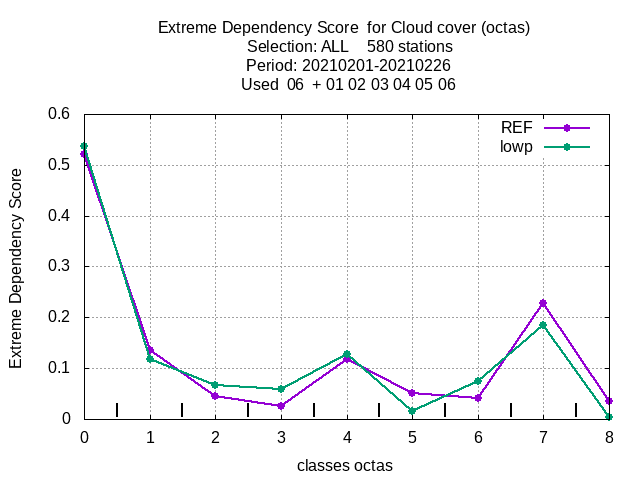 Extreme Dependency Score  for Cloud cover (octas)
Selection: ALL    580 stations
Period: 20210201-20210226
Used  06  + 01 02 03 04 05 06
REF
lowp
0.6
0.5
0.4
0.3
0.2
0.1
0
Extreme Dependency Score
0 1 2 3 4 5 6 7 8
classes octas